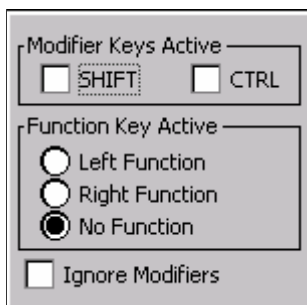 Modifier Keys Active
SHIFT CTRL
Function Key Active
Left Function
Right Function
No Function
Ignore Modifiers